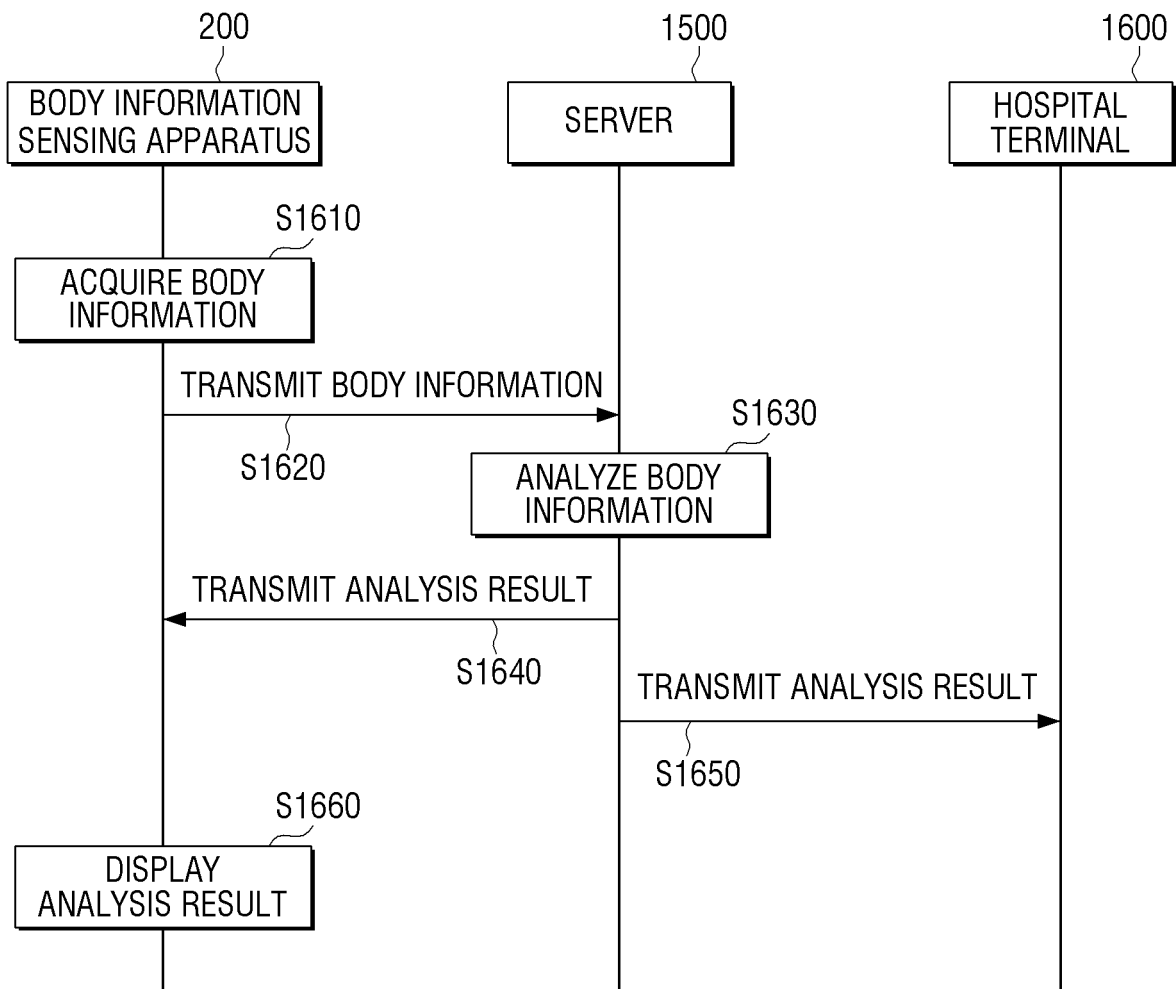 200
1500
1600
BODY INFORMATION
SENSING APPARATUS
SERVER
HOSPITAL
TERMINAL
S1610
ACQUIRE BODY
INFORMATION
TRANSMIT BODY INFORMATION
S1620
S1630
ANALYZE BODY
INFORMATION
TRANSMIT ANALYSIS RESULT
S1640
TRANSMIT ANALYSIS RESULT
S1650
S1660
DISPLAY
ANALYSIS RESULT